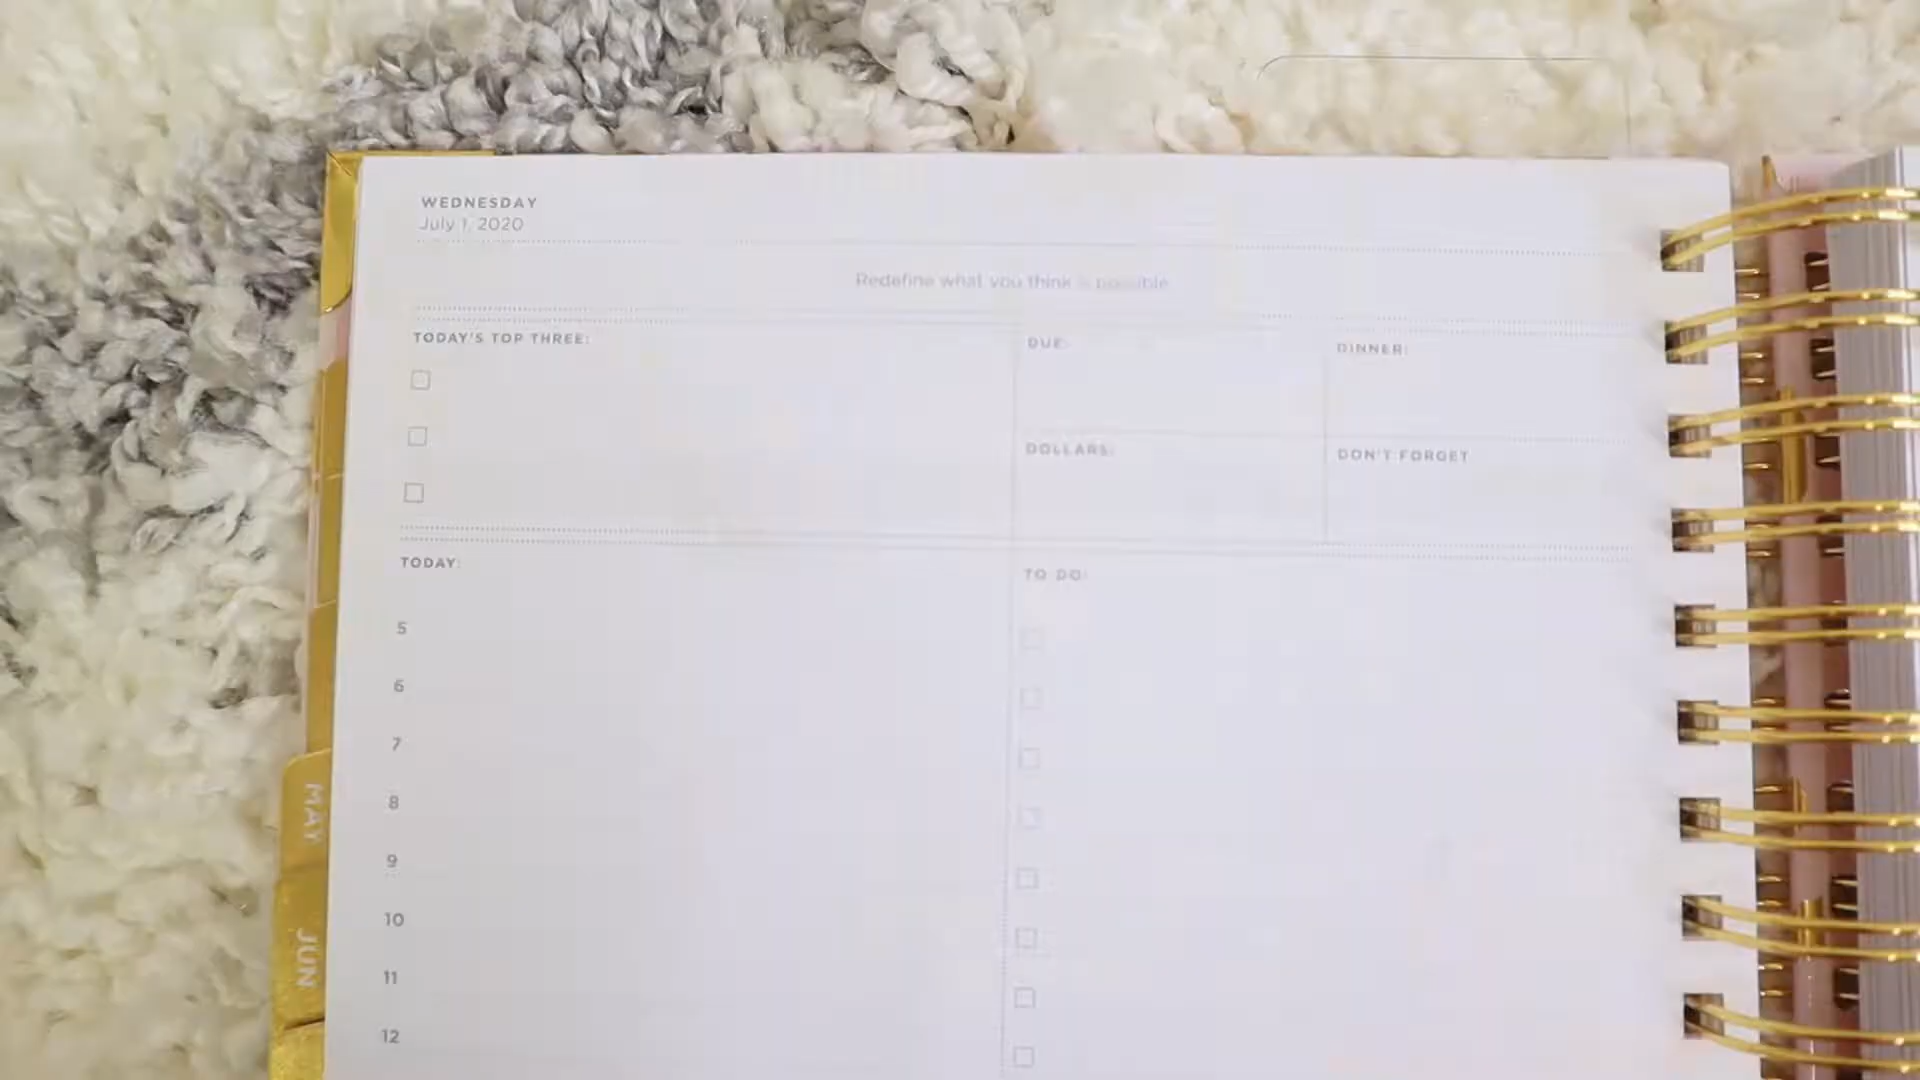 WEDNESDAY
July 1, 2020
Redefine what you think is possible
TODAY'S TOP THREE:
DUE:
DINNER:
DOLLARS:
DON'T FORGET
TODAY:
TO DO:
5
6
7
8
9
10
11
12
MAY
JUN